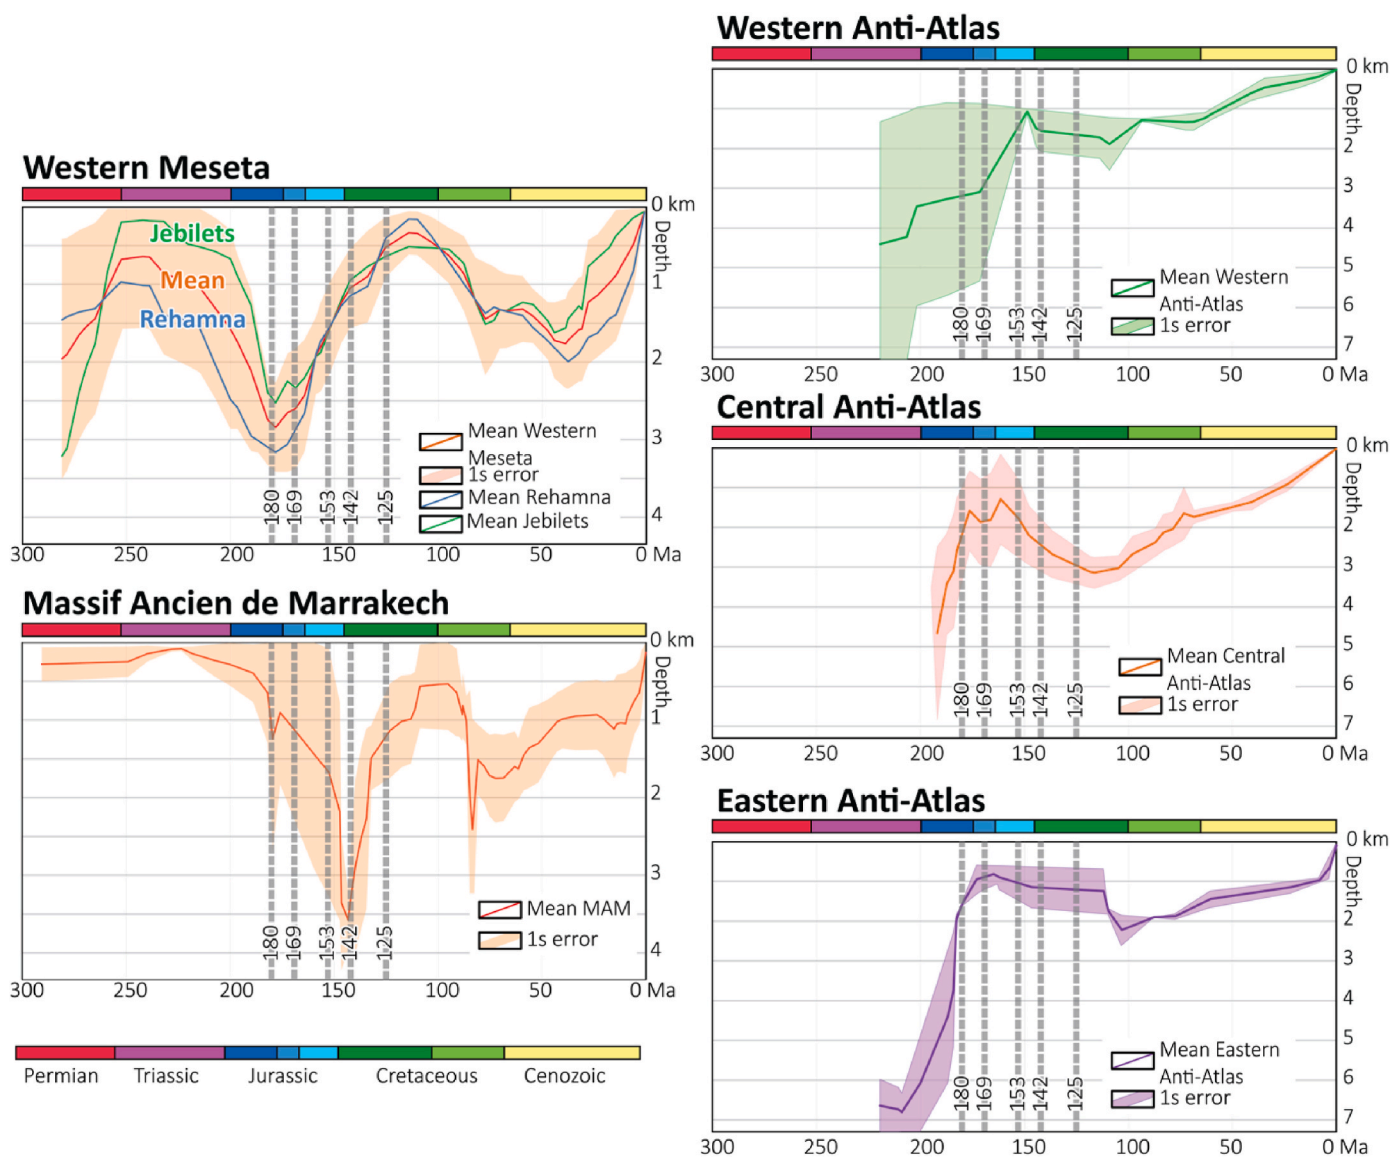 Western Meseta
0 km
Depth
1
2
3
4
Jebilets
Mean
Rehamna
Mean Western
Meseta
1s error
Mean Rehamna
Mean Jebilets
180
169
153
142
125
300
250
200
150
100
50
0 Ma
Massif Ancien de Marrakech
0 km
Depth
1
2
3
4
Mean MAM
1s error
180
169
153
142
125
300
250
200
150
100
50
0 Ma
Permian
Triassic
Jurassic
Cretaceous
Cenozoic
Western Anti-Atlas
0 km
Depth
2
3
4
5
6
7
Mean Western
Anti-Atlas
1s error
180
169
153
142
125
300
250
200
150
100
50
0 Ma
Central Anti-Atlas
0 km
Depth
2
3
4
5
6
7
Mean Central
Anti-Atlas
1s error
180
169
153
142
125
300
250
200
150
100
50
0 Ma
Eastern Anti-Atlas
0 km
Depth
2
3
4
5
6
7
Mean Eastern
Anti-Atlas
1s error
180
169
153
142
125
300
250
200
150
100
50
0 Ma